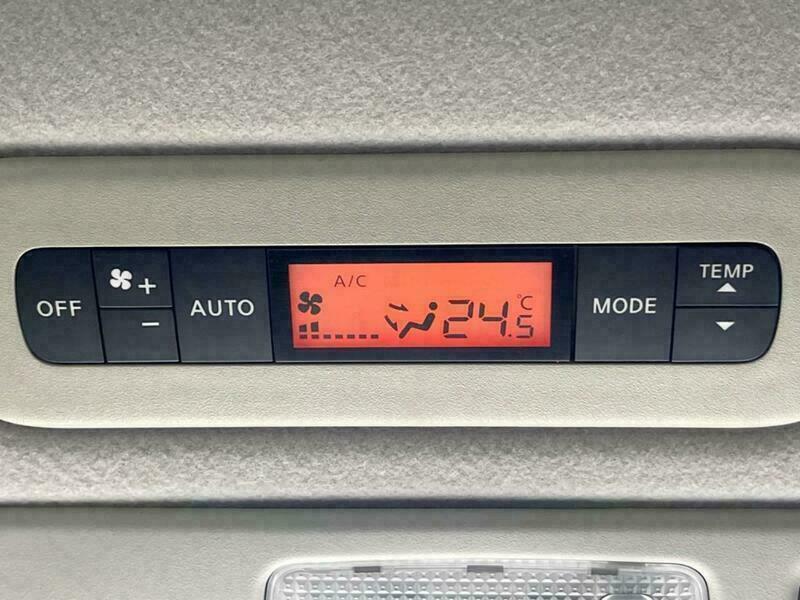 OFF
+
−
AUTO
A/C
24.5 °C
MODE
TEMP